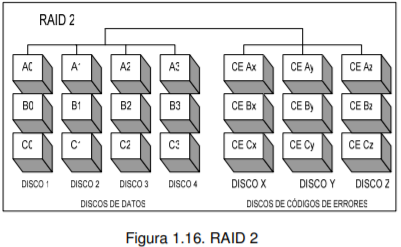 RAID 2
A0 A1 A2 A3 CE Ax CE Ay CE Az
B0 B1 B2 B3 CE Bx CE By CE Bz
C0 C1 C2 C3 CE Cx CE Cy CE Cz
DISCO 1 DISCO 2 DISCO 3 DISCO 4 DISCO X DISCO Y DISCO Z
DISCOS DE DATOS DISCOS DE CÓDIGOS DE ERRORES
Figura 1.16. RAID 2